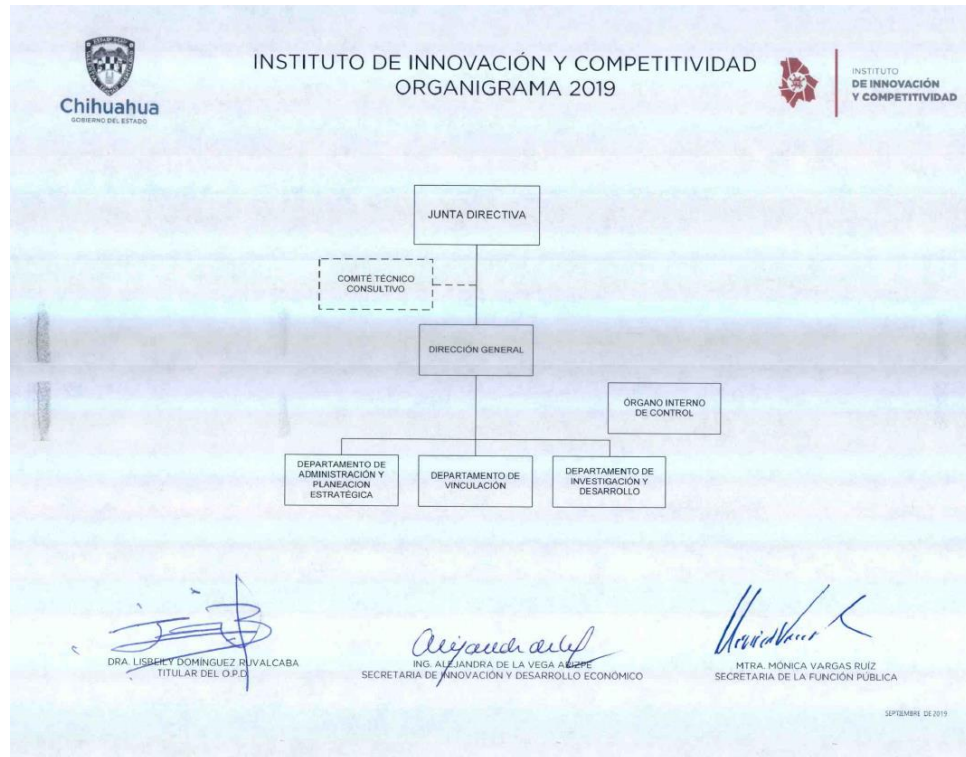 INSTITUTO DE INNOVACIÓN Y COMPETITIVIDAD
ORGANIGRAMA 2019
Chihuahua
GOBIERNO DEL ESTADO
INSTITUTO
DE INNOVACIÓN
Y COMPETITIVIDAD
JUNTA DIRECTIVA
COMITÉ TÉCNICO
CONSULTIVO
DIRECCIÓN GENERAL
ÓRGANO INTERNO
DE CONTROL
DEPARTAMENTO DE
ADMINISTRACIÓN Y
PLANEACION
ESTRATÉGICA
DEPARTAMENTO DE
VINCULACIÓN
DEPARTAMENTO DE
INVESTIGACIÓN Y
DESARROLLO
DRA. LISBEILY DOMÍNGUEZ RUVALCABA
TITULAR DEL O.P.D.
ING. ALEJANDRA DE LA VEGA ARIZPE
SECRETARIA DE INNOVACIÓN Y DESARROLLO ECONÓMICO
MTRA. MÓNICA VARGAS RUÍZ
SECRETARIA DE LA FUNCIÓN PÚBLICA
SEPTIEMBRE DE 2019